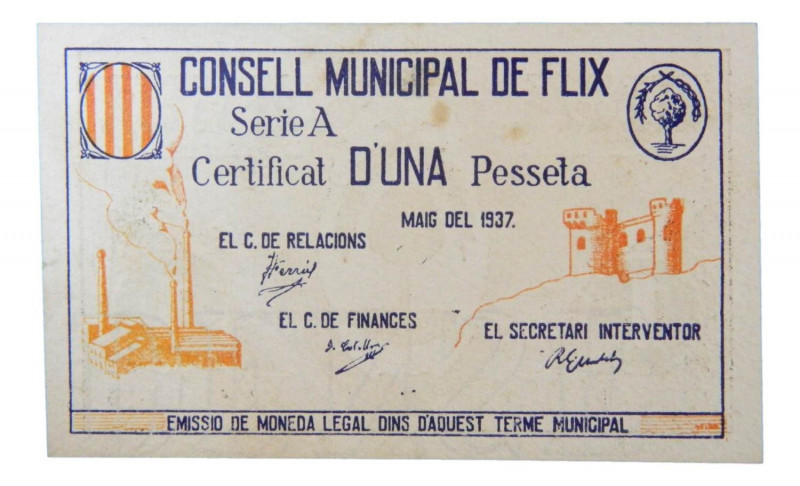 CONSELL MUNICIPAL DE FLIX
Serie A
Certificat D'UNA Pesseta
MAIG DEL 1937.
EL C. DE RELACIONS
EL C. DE FINANCES
EL SECRETARI INTERVENTOR
EMISSIO DE MONEDA LEGAL DINS D'AQUEST TERME MUNICIPAL